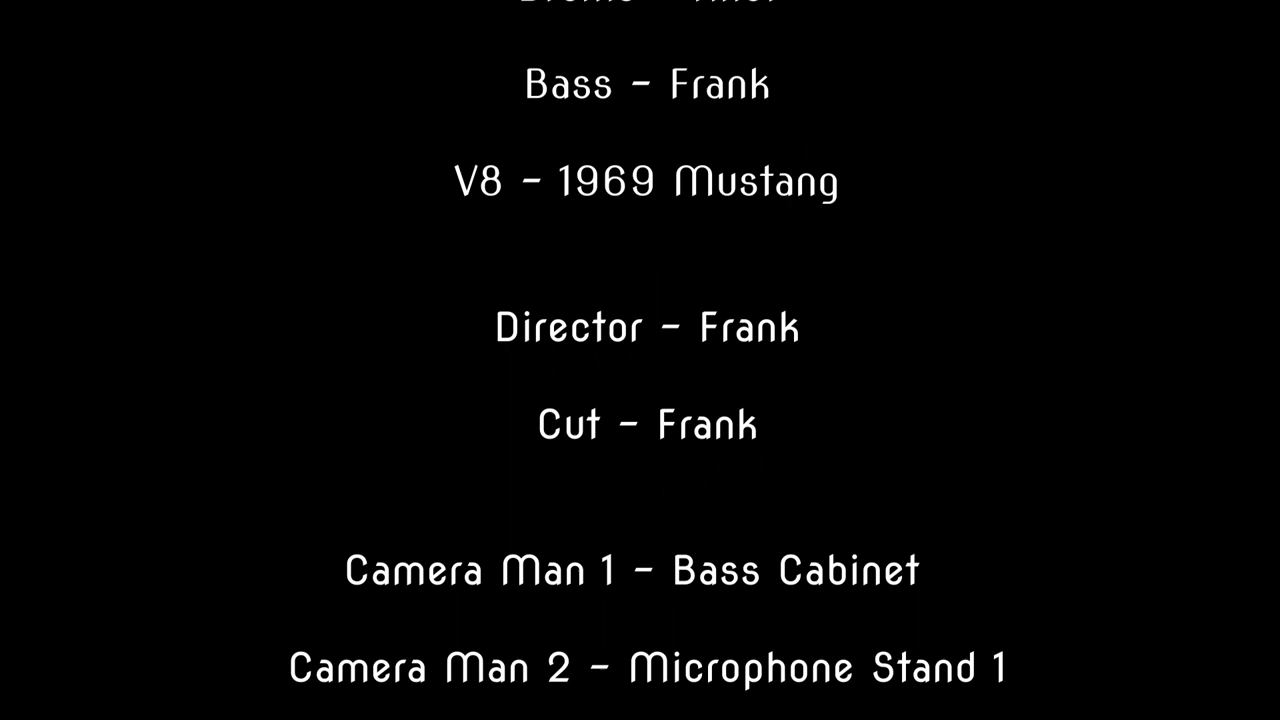 Bass - Frank
V8 - 1969 Mustang
Director - Frank
Cut - Frank
Camera Man 1 - Bass Cabinet
Camera Man 2 - Microphone Stand 1